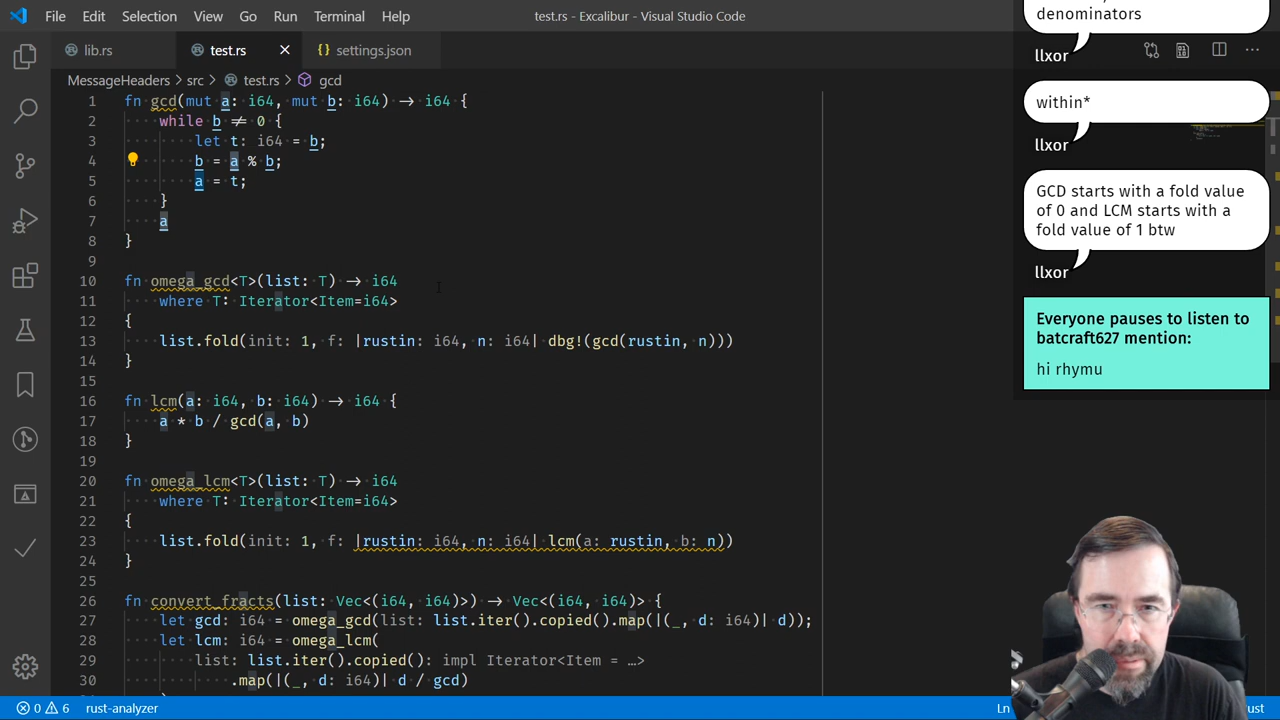 File Edit Selection View Go Run Terminal Help
test.rs - Excalibur - Visual Studio Code
lib.rs
test.rs
{} settings.json
MessageHeaders > src > test.rs > gcd
1 fn gcd(mut a: i64, mut b: i64) → i64 {
2 while b ≠ 0 {
3 let t: i64 = b;
4 b = a % b;
5 a = t;
6 }
7 a
8 }
9
10 fn omega_gcd<T>(list: T) → i64
11 where T: Iterator<Item=i64>
12 {
13 list.fold(init: 1, f: |rustin: i64, n: i64| dbg!(gcd(rustin, n)))
14 }
15
16 fn lcm(a: i64, b: i64) → i64 {
17 a * b / gcd(a, b)
18 }
19
20 fn omega_lcm<T>(list: T) → i64
21 where T: Iterator<Item=i64>
22 {
23 list.fold(init: 1, f: |rustin: i64, n: i64| lcm(a: rustin, b: n))
24 }
25
26 fn convert_fracts(list: Vec<(i64, i64)>) → Vec<(i64, i64)> {
27 let gcd: i64 = omega_gcd(list: list.iter().copied().map(|(_, d: i64)| d));
28 let lcm: i64 = omega_lcm(
29 list: list.iter().copied(): impl Iterator<Item = …>
30 .map(|(_, d: i64)| d / gcd)
denominators
llxor
within*
llxor
GCD starts with a fold value
of 0 and LCM starts with a
fold value of 1 btw
llxor
Everyone pauses to listen to
batcraft627 mention:
hi rhymu
0 6 rust-analyzer
Ln